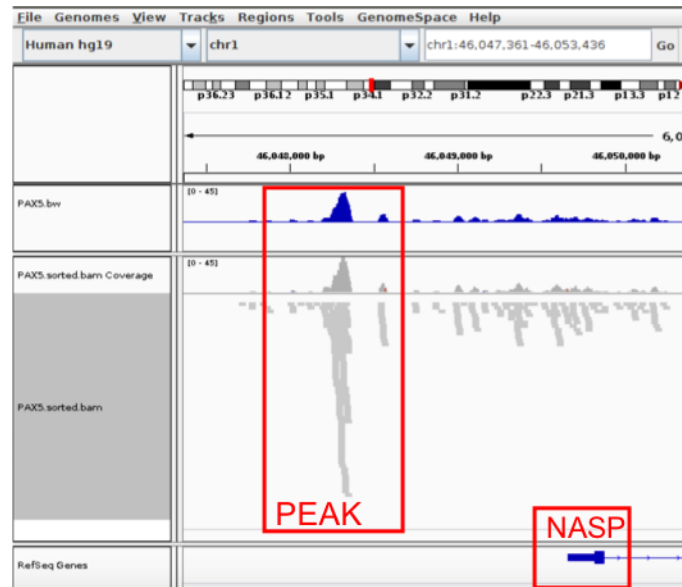 File Genomes View Tracks Regions Tools GenomeSpace Help
Human hg19 chr1 chr1:46,047,361-46,053,436 Go
p36.23 p36.12 p35.1 p34.1 p32.2 p31.2 p22.3 p21.3 p13.3 p12
6,0
46,048,000 bp 46,049,000 bp 46,050,000 bp
[0 - 45]
PAX5.bw
[0 - 45]
PAX5.sorted.bam Coverage
PAX5.sorted.bam
PEAK
NASP
RefSeq Genes